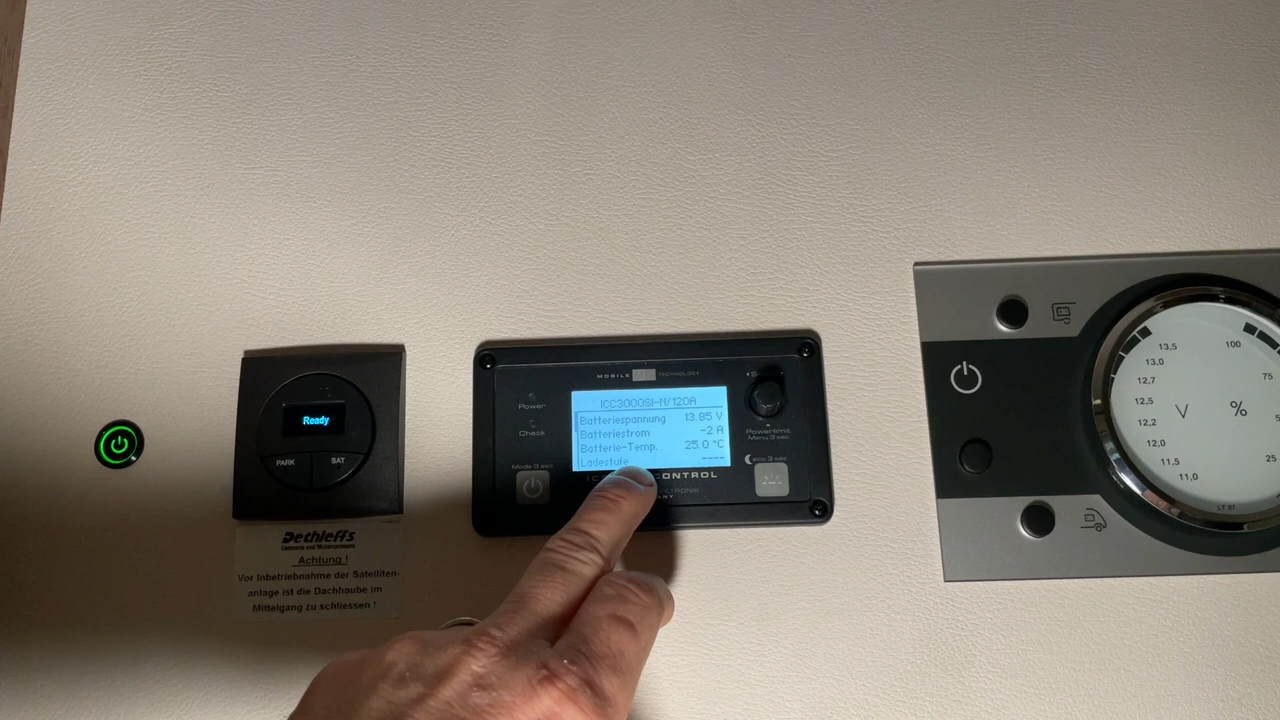 Ready
PARK
SAT
Dethleffs
Achtung !
Vor Inbetriebnahme der Satelliten-
anlage ist die Dachhaube im
Mittelgang zu schliessen !
MOBILE TECHNOLOGY
Power
Check
Mode 3 sec
ICC3000SI-N/120A
Batteriespannung 13.85 V
Batteriestrom -2 A
Batterie-Temp. 25.0 °C
Ladestufe -----
CONTROL
Powerlimit
Menu 3 sec
13,5
13,0
12,7
12,5
12,2
12,0
11,5
11,0
V
%
100
75
50
25
LT 97